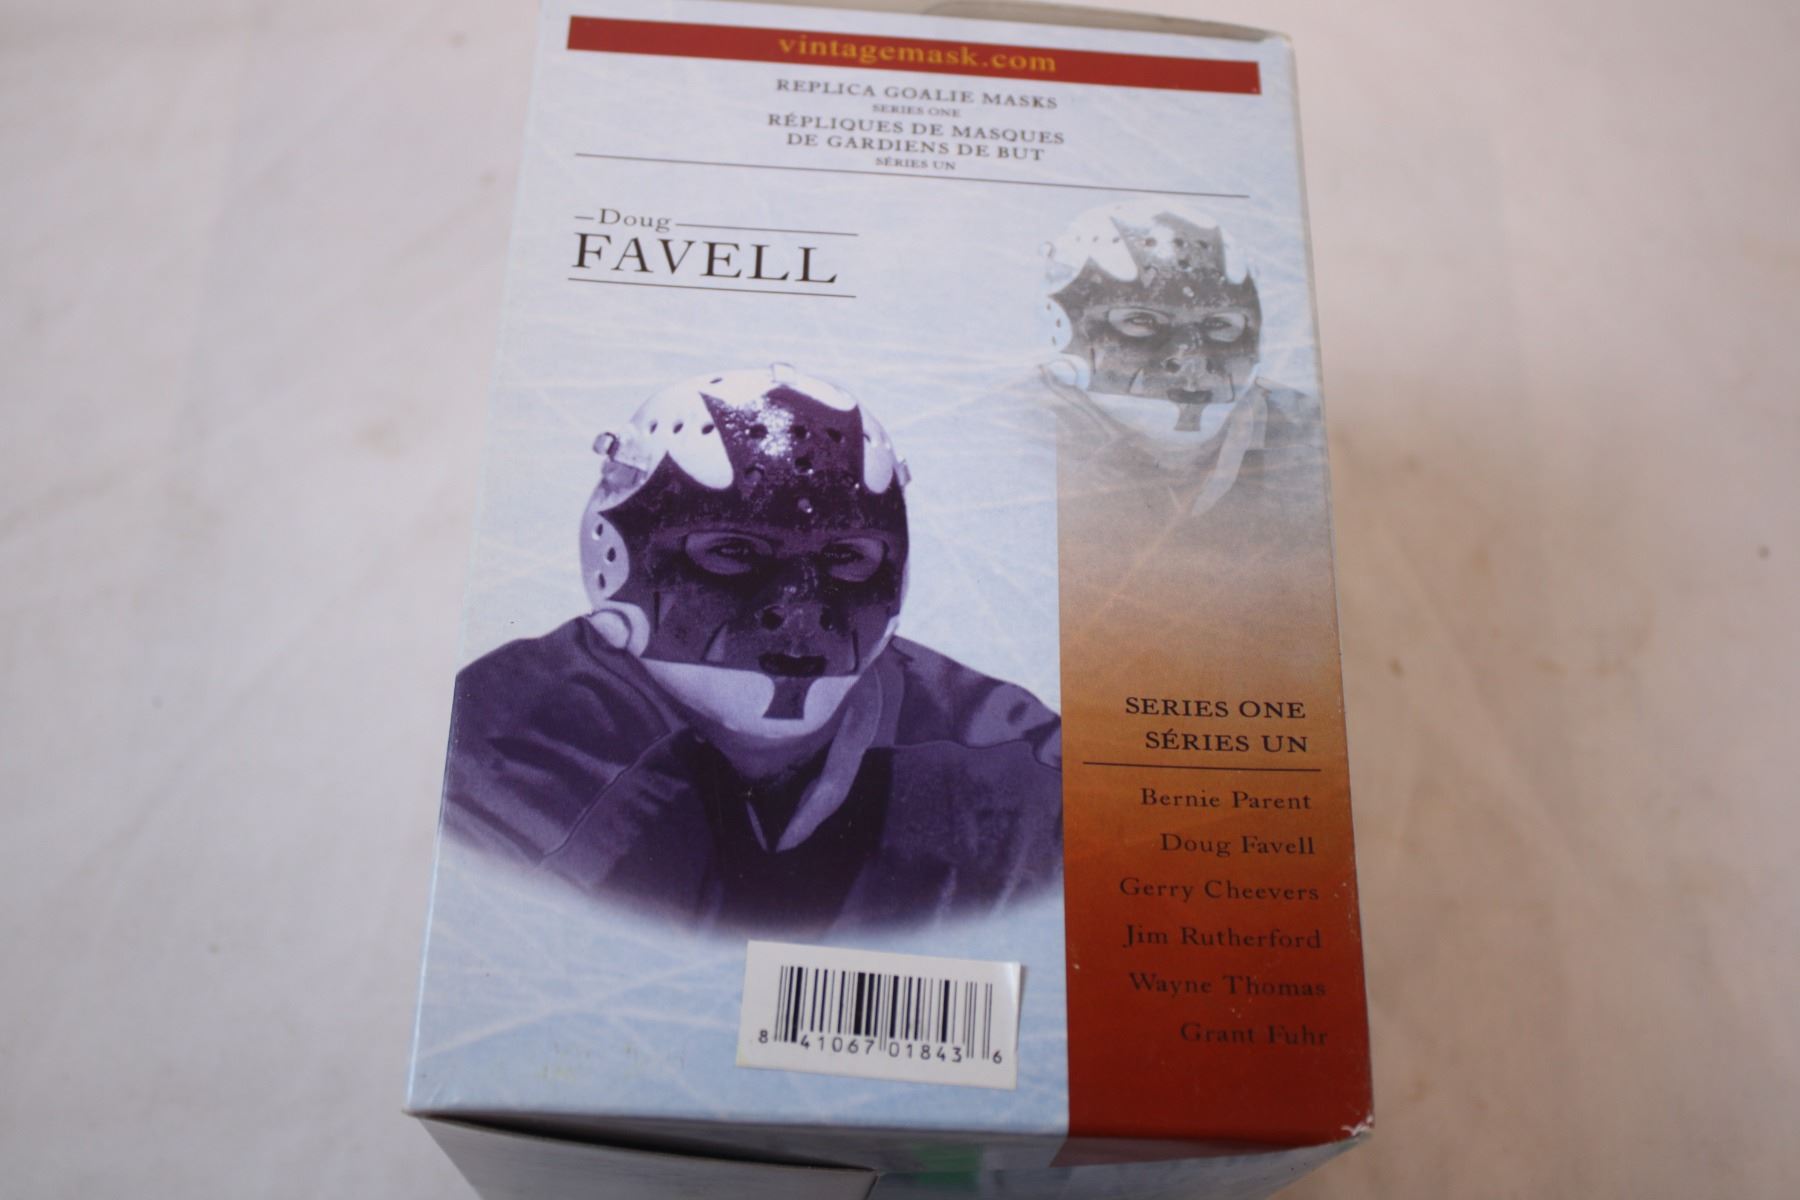 vintagemask.com
REPLICA GOALIE MASKS
SERIES ONE
RÉPLIQUES DE MASQUES
DE GARDIENS DE BUT
SÉRIES UN
Doug
FAVELL
SERIES ONE
SÉRIES UN
Bernie Parent
Doug Favell
Gerry Cheevers
Jim Rutherford
Wayne Thomas
Grant Fuhr
8 41067 01843 6